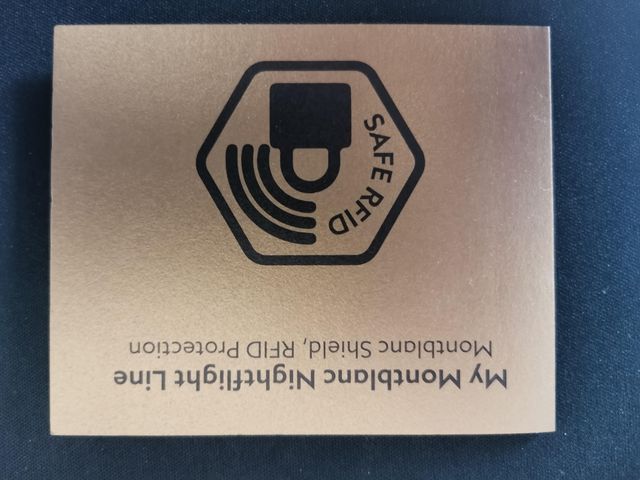 My Montblanc Nightflight Line
Montblanc Shield, RFID Protection
SAFE RFID